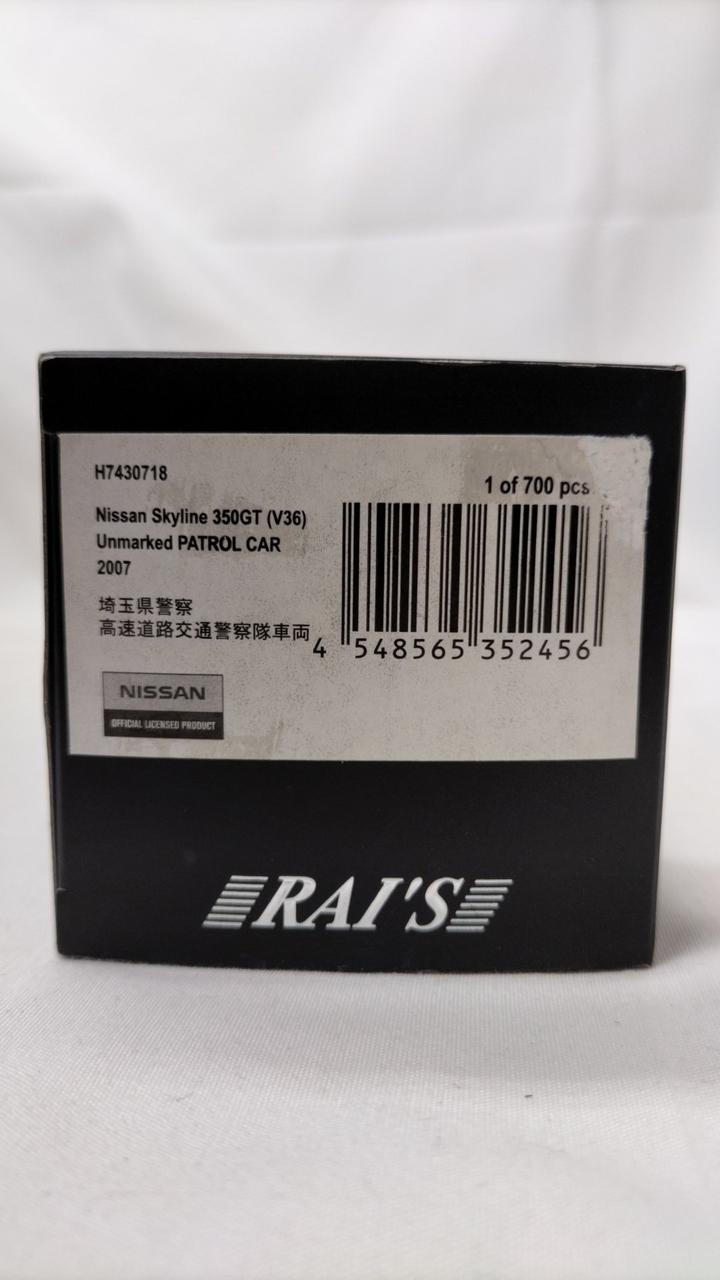 H7430718
1 of 700 pcs
Nissan Skyline 350GT (V36)
Unmarked PATROL CAR
2007
埼玉県警察
高速道路交通警察隊車両
4 548565 352456
NISSAN
OFFICIAL LICENSED PRODUCT
RAI'S